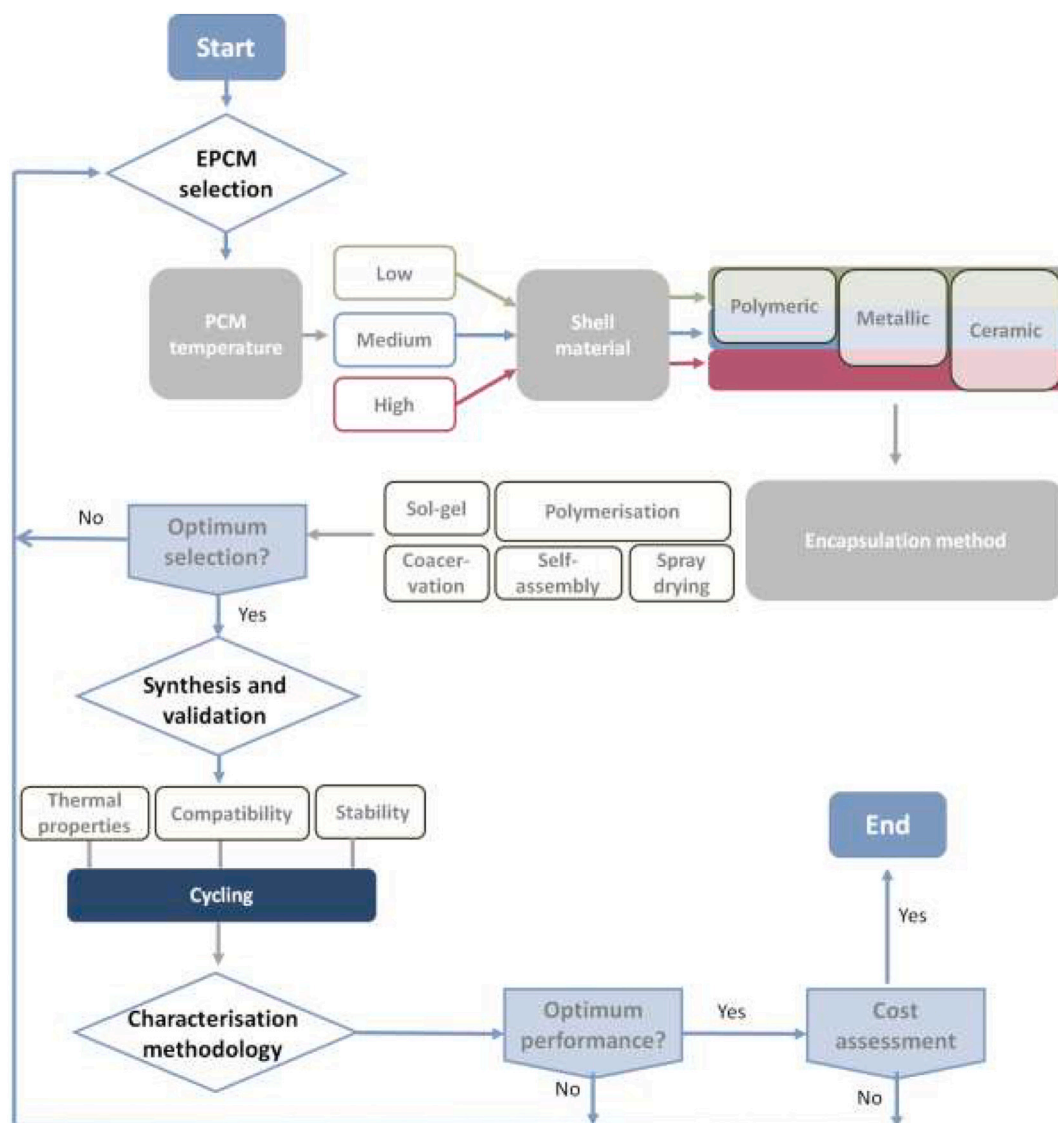 Start
EPCM
selection
PCM
temperature
Low
Medium
High
Shell
material
Polymeric
Metallic
Ceramic
Encapsulation method
Sol-gel
Polymerisation
Coacer-
vation
Self-
assembly
Spray
drying
No
Optimum
selection?
Yes
Synthesis and
validation
Thermal
properties
Compatibility
Stability
Cycling
Characterisation
methodology
Optimum
performance?
Yes
No
Cost
assessment
Yes
No
End